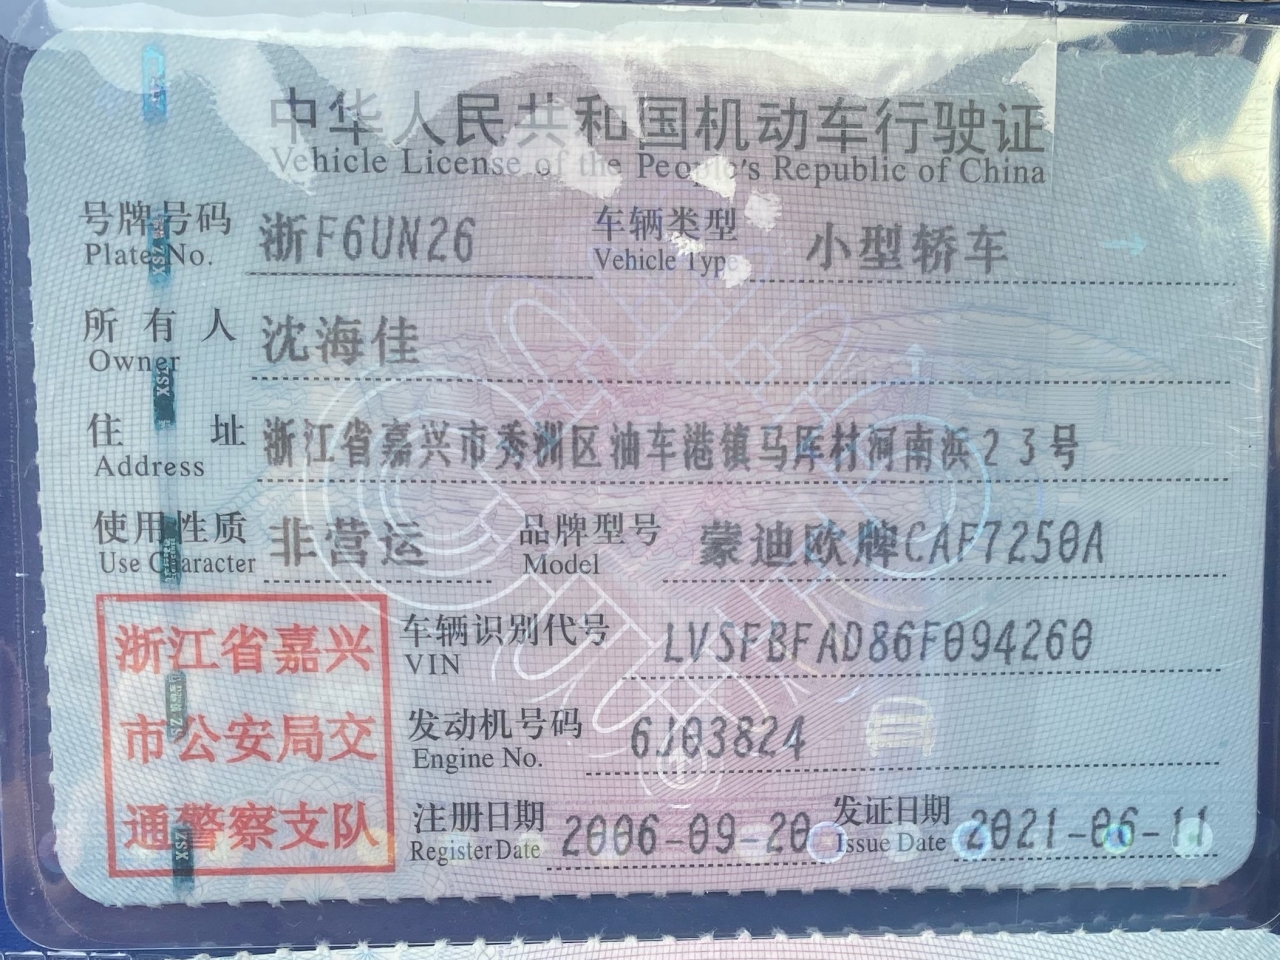 中华人民共和国机动车行驶证
Vehicle License of the People's Republic of China
号牌号码 浙F6UN26 车辆类型 小型轿车
Plate No. Vehicle Type
所有人 沈海佳
Owner
住址 浙江省嘉兴市秀洲区油车港镇马厍村河南浜23号
Address
使用性质 非营运 品牌型号 蒙迪欧牌CAF7250A
Use Character Model
浙江省嘉兴
市公安局交
通警察支队
车辆识别代号 LVSFBFAD86F094260
VIN
发动机号码 6J03824
Engine No.
注册日期 2006-09-20 发证日期 2021-06-11
Register Date Issue Date